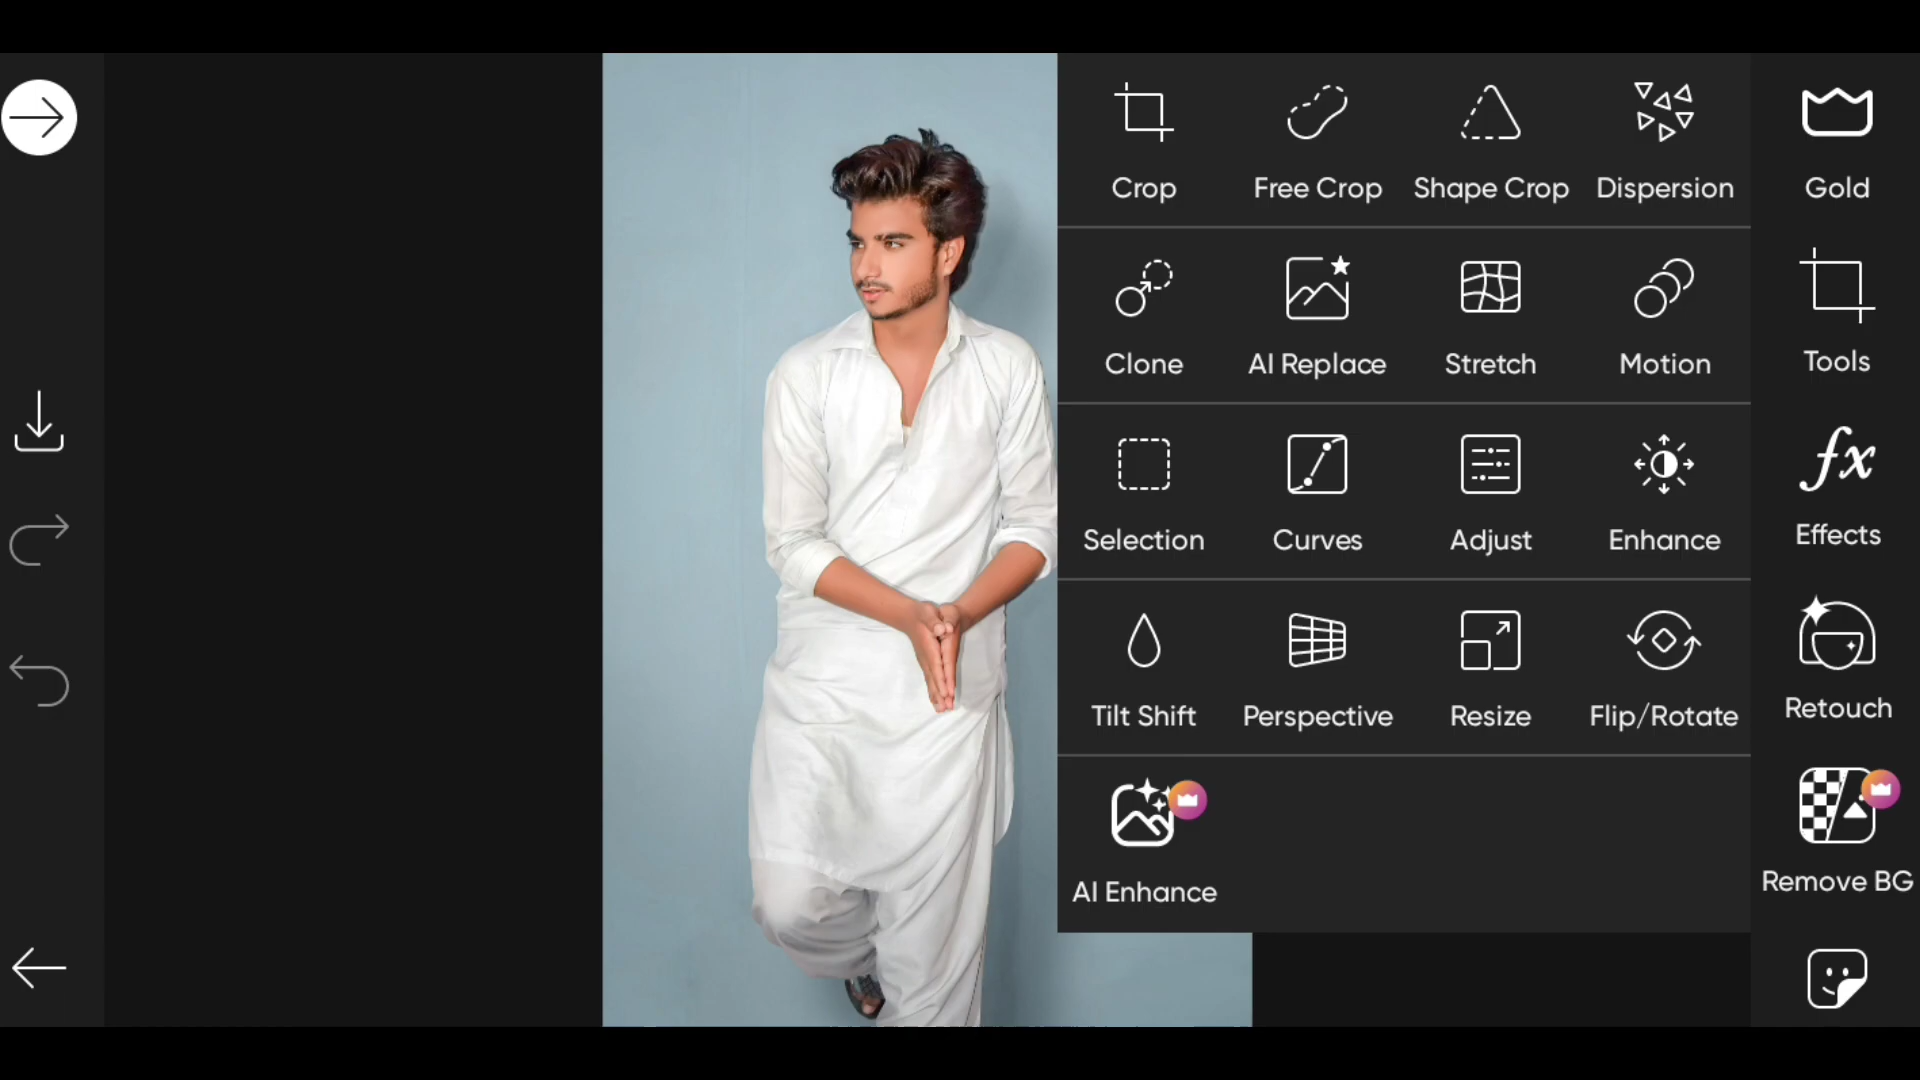 Crop Free Crop Shape Crop Dispersion
Clone AI Replace Stretch Motion
Selection Curves Adjust Enhance
Tilt Shift Perspective Resize Flip/Rotate
AI Enhance
Gold
Tools
fx
Effects
Retouch
Remove BG